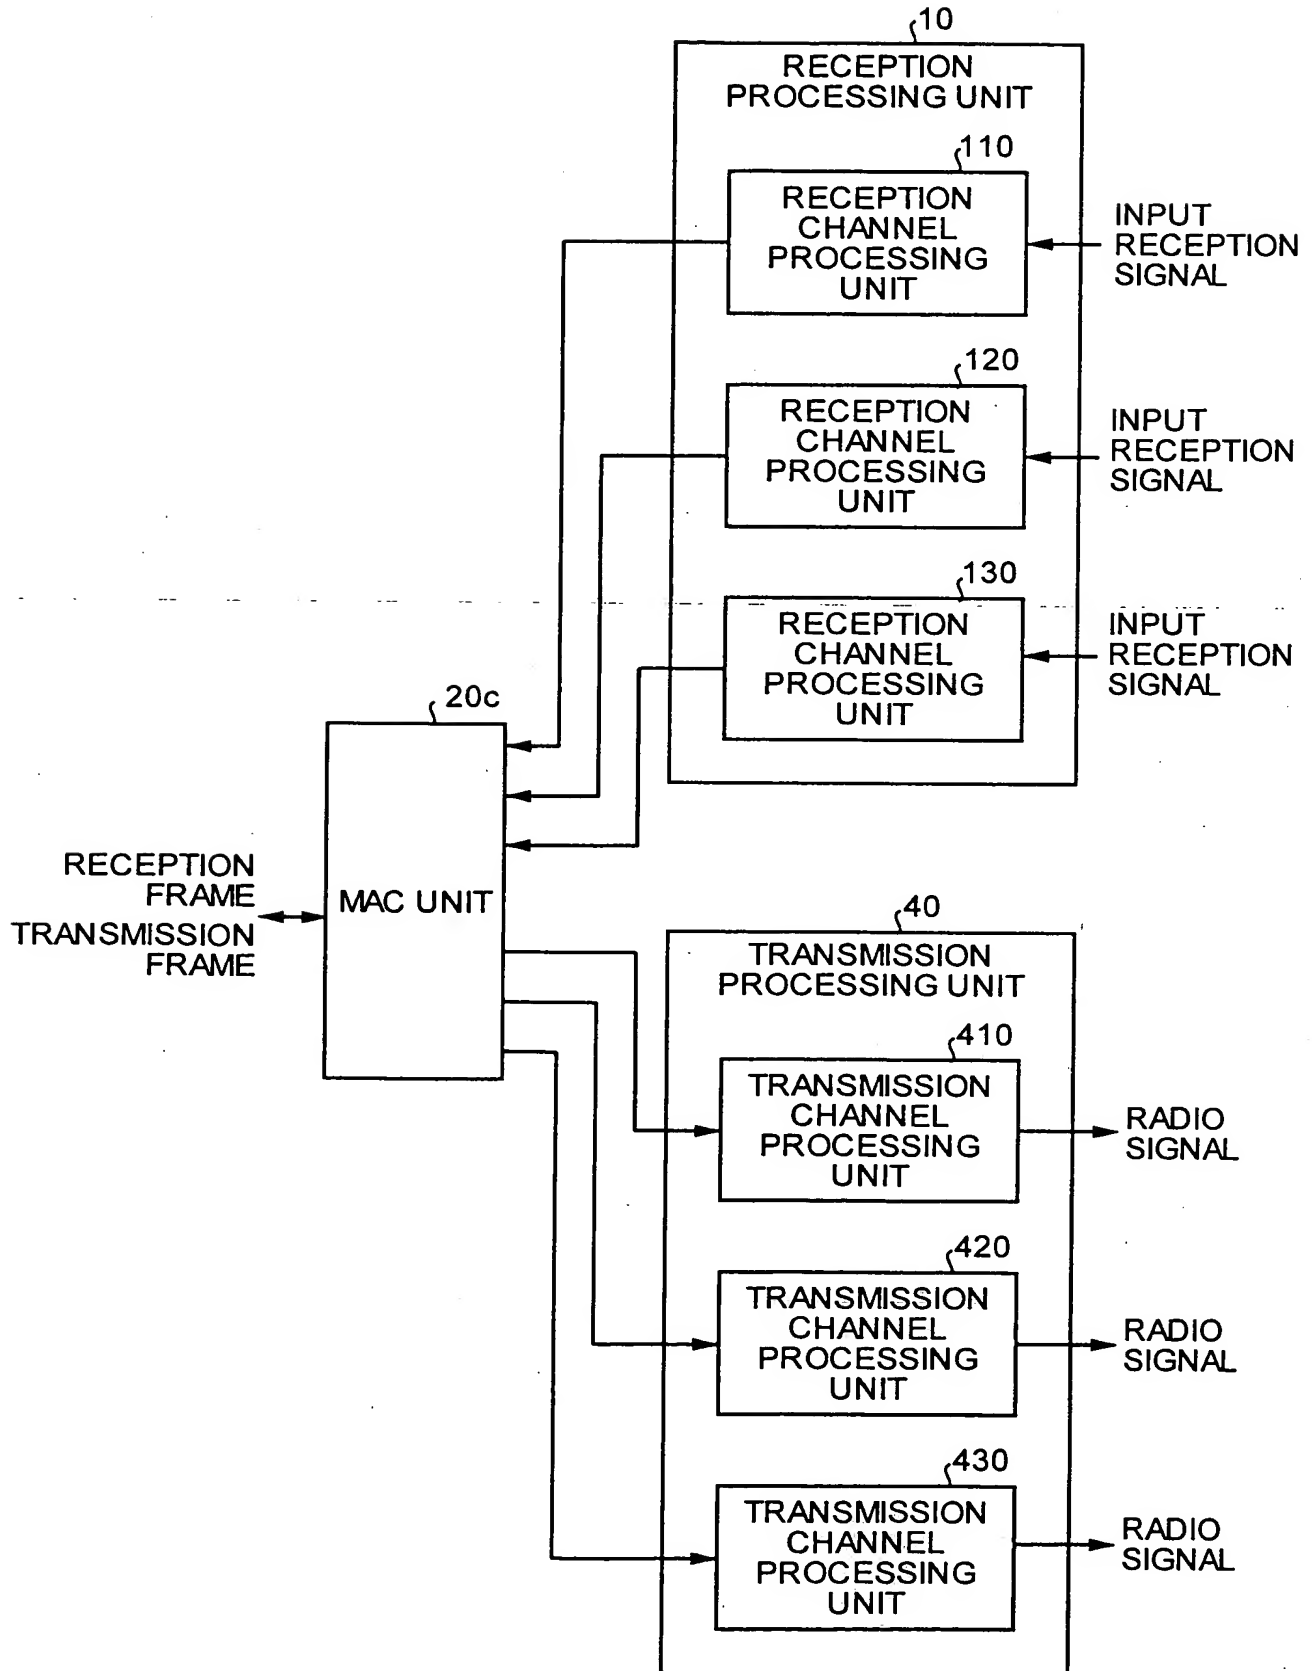 10
RECEPTION
PROCESSING UNIT
110
RECEPTION
CHANNEL
PROCESSING
UNIT
INPUT
RECEPTION
SIGNAL
120
RECEPTION
CHANNEL
PROCESSING
UNIT
INPUT
RECEPTION
SIGNAL
130
RECEPTION
CHANNEL
PROCESSING
UNIT
INPUT
RECEPTION
SIGNAL
20c
MAC UNIT
RECEPTION
FRAME
TRANSMISSION
FRAME
40
TRANSMISSION
PROCESSING UNIT
410
TRANSMISSION
CHANNEL
PROCESSING
UNIT
RADIO
SIGNAL
420
TRANSMISSION
CHANNEL
PROCESSING
UNIT
RADIO
SIGNAL
430
TRANSMISSION
CHANNEL
PROCESSING
UNIT
RADIO
SIGNAL